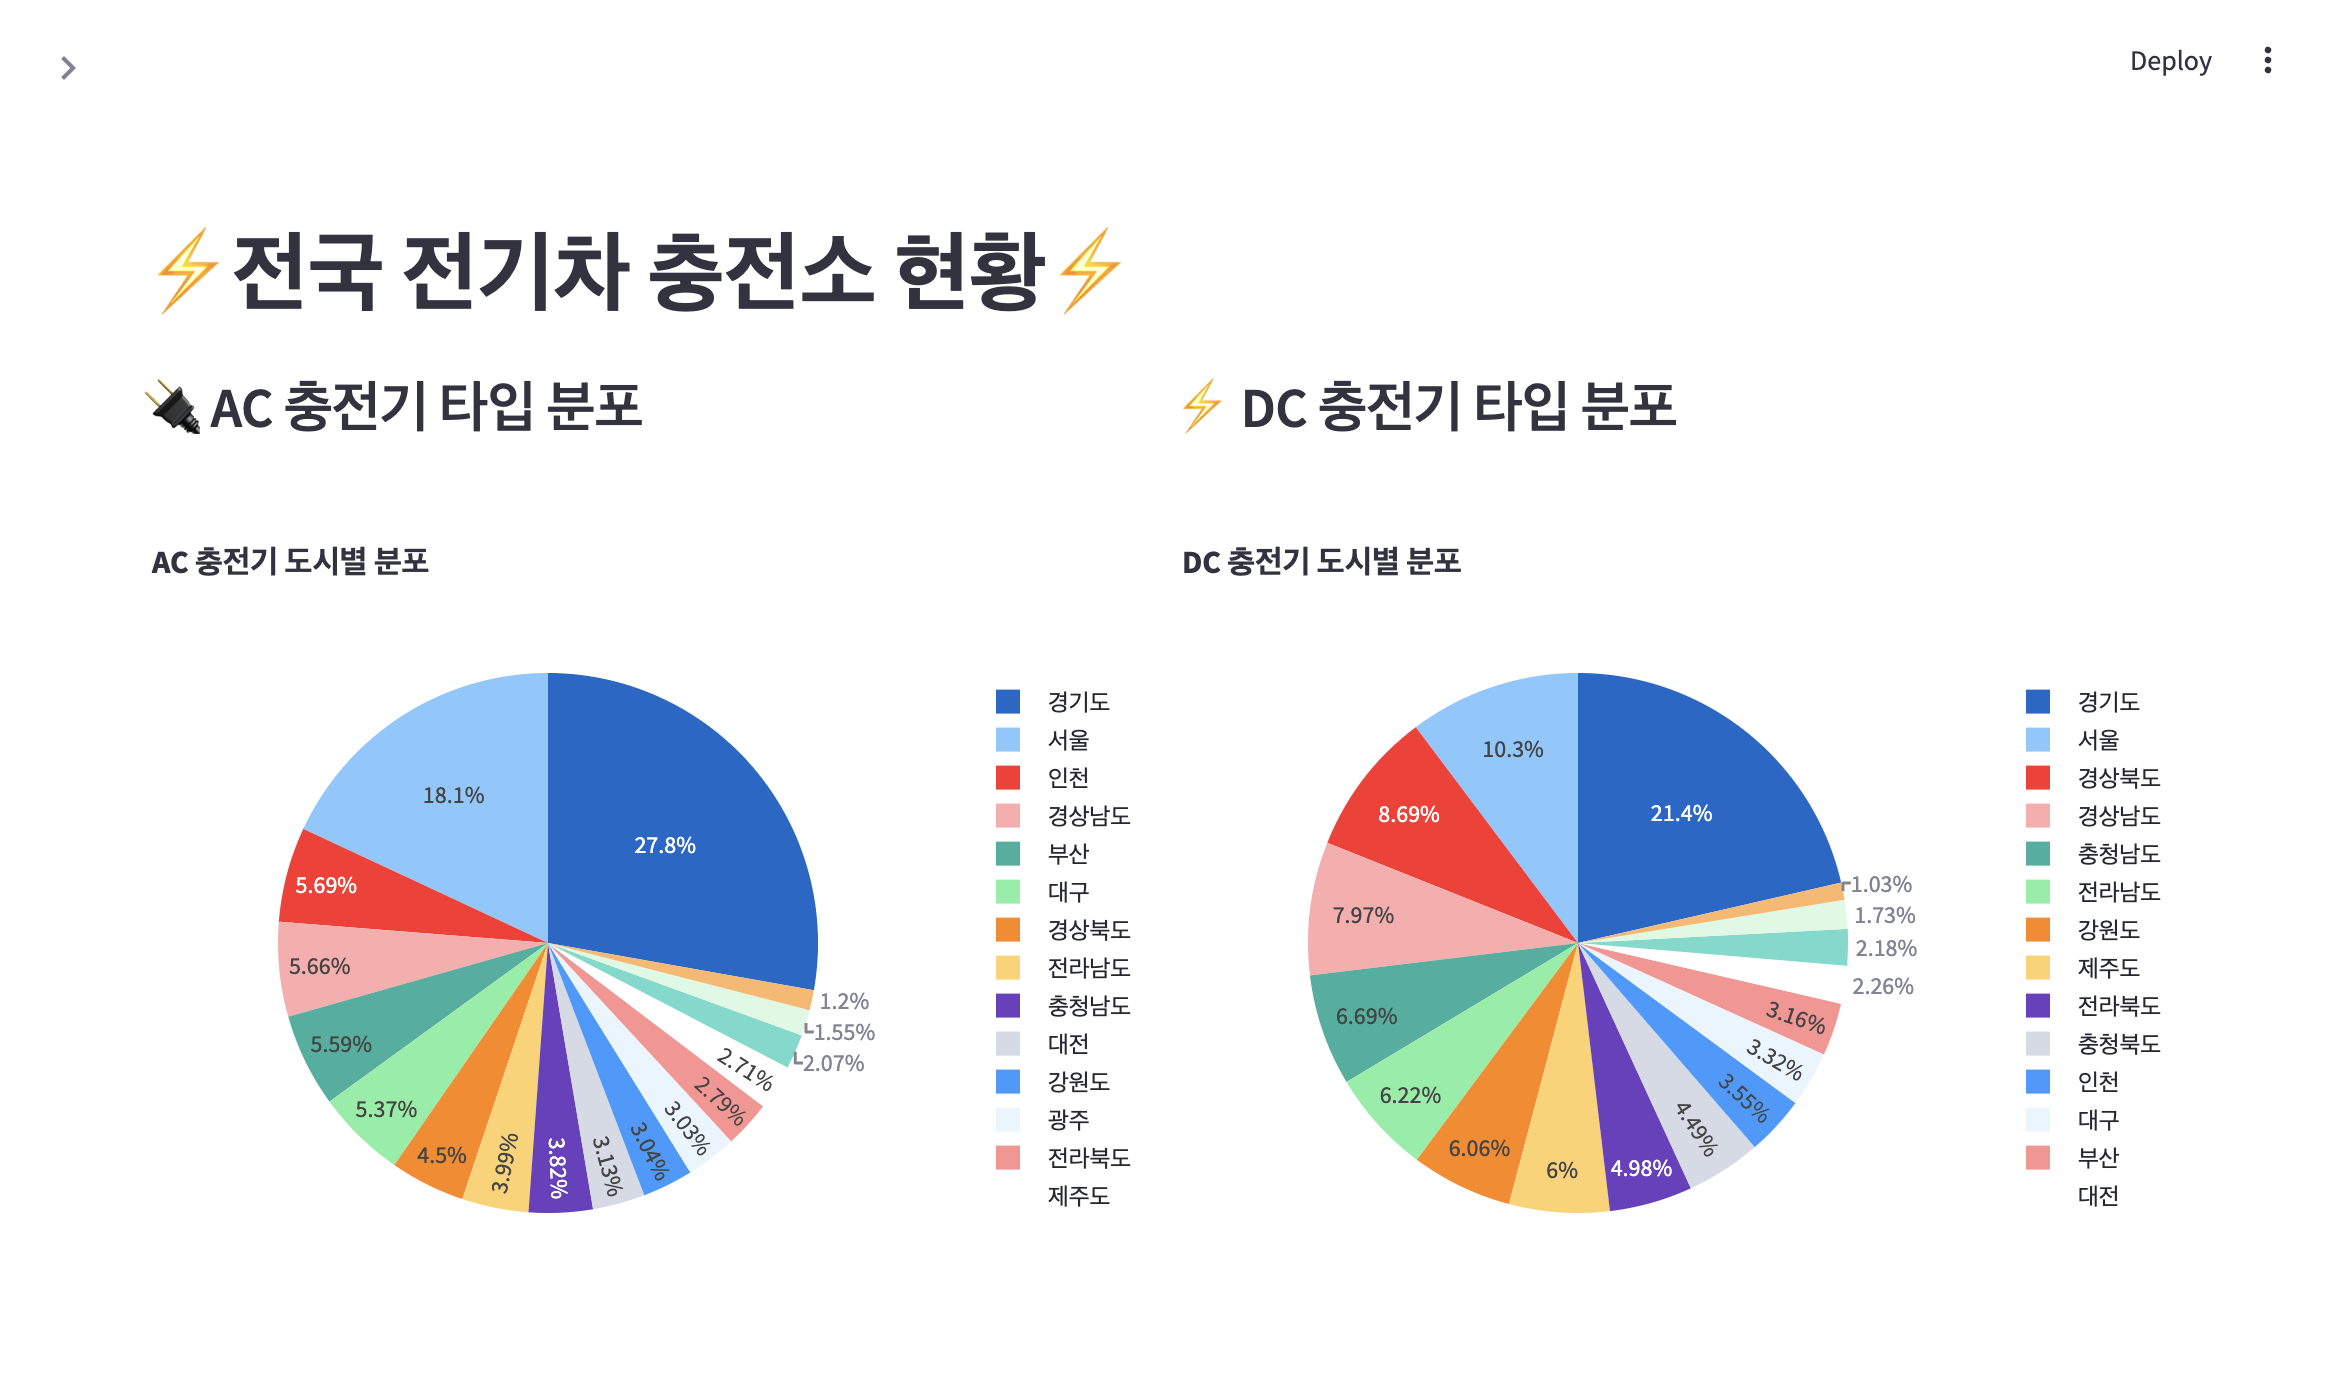 Deploy
⚡전국 전기차 충전소 현황⚡
🔌 AC 충전기 타입 분포
AC 충전기 도시별 분포
27.8%
18.1%
5.69%
5.66%
5.59%
5.37%
4.5%
3.99%
3.82%
3.13%
3.04%
3.03%
2.79%
2.71%
2.07%
1.55%
1.2%
경기도
서울
인천
경상남도
부산
대구
경상북도
전라남도
충청남도
대전
강원도
광주
전라북도
제주도
⚡ DC 충전기 타입 분포
DC 충전기 도시별 분포
21.4%
10.3%
8.69%
7.97%
6.69%
6.22%
6.06%
6%
4.98%
4.49%
3.55%
3.32%
3.16%
2.26%
2.18%
1.73%
1.03%
경기도
서울
경상북도
경상남도
충청남도
전라남도
강원도
제주도
전라북도
충청북도
인천
대구
부산
대전